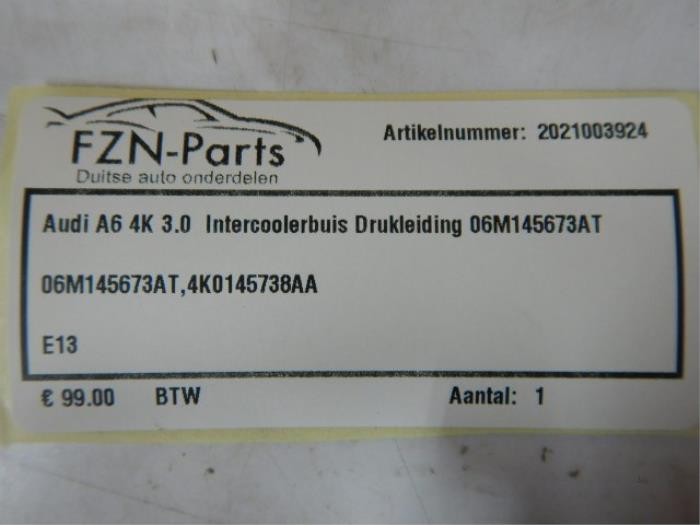 FZN-Parts
Duitse auto onderdelen
Artikelnummer: 2021003924
Audi A6 4K 3.0 Intercoolerbuis Drukleiding 06M145673AT
06M145673AT,4K0145738AA
E13
€ 99.00 BTW Aantal: 1